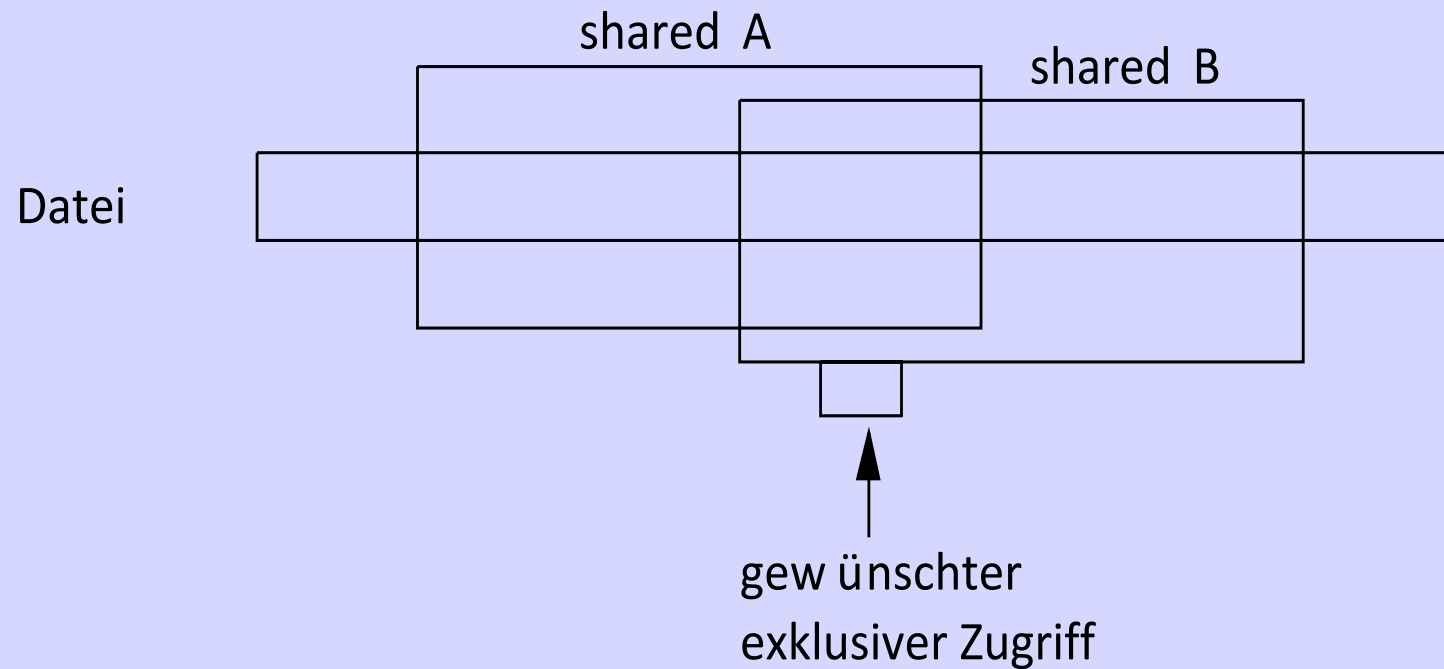 shared A
shared B
Datei
gew ünschter
exklusiver Zugriff